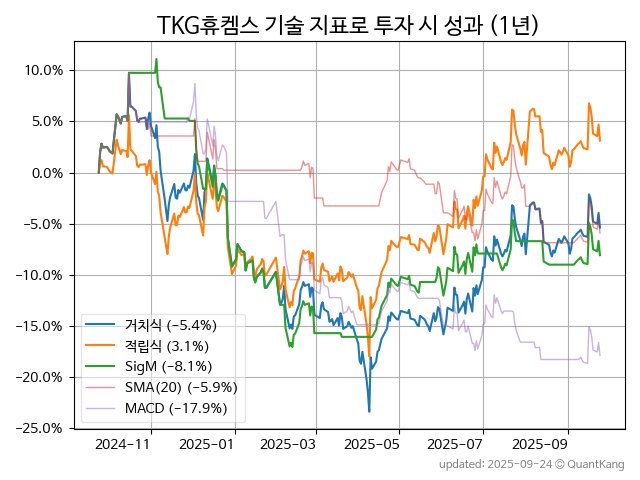 TKG휴켐스 기술 지표로 투자 시 성과 (1년)
10.0%
5.0%
0.0%
−5.0%
−10.0%
−15.0%
−20.0%
−25.0%
거치식 (−5.4%)
적립식 (3.1%)
SigM (−8.1%)
SMA(20) (−5.9%)
MACD (−17.9%)
2024−11 2025−01 2025−03 2025−05 2025−07 2025−09
updated: 2025-09-24 © QuantKang